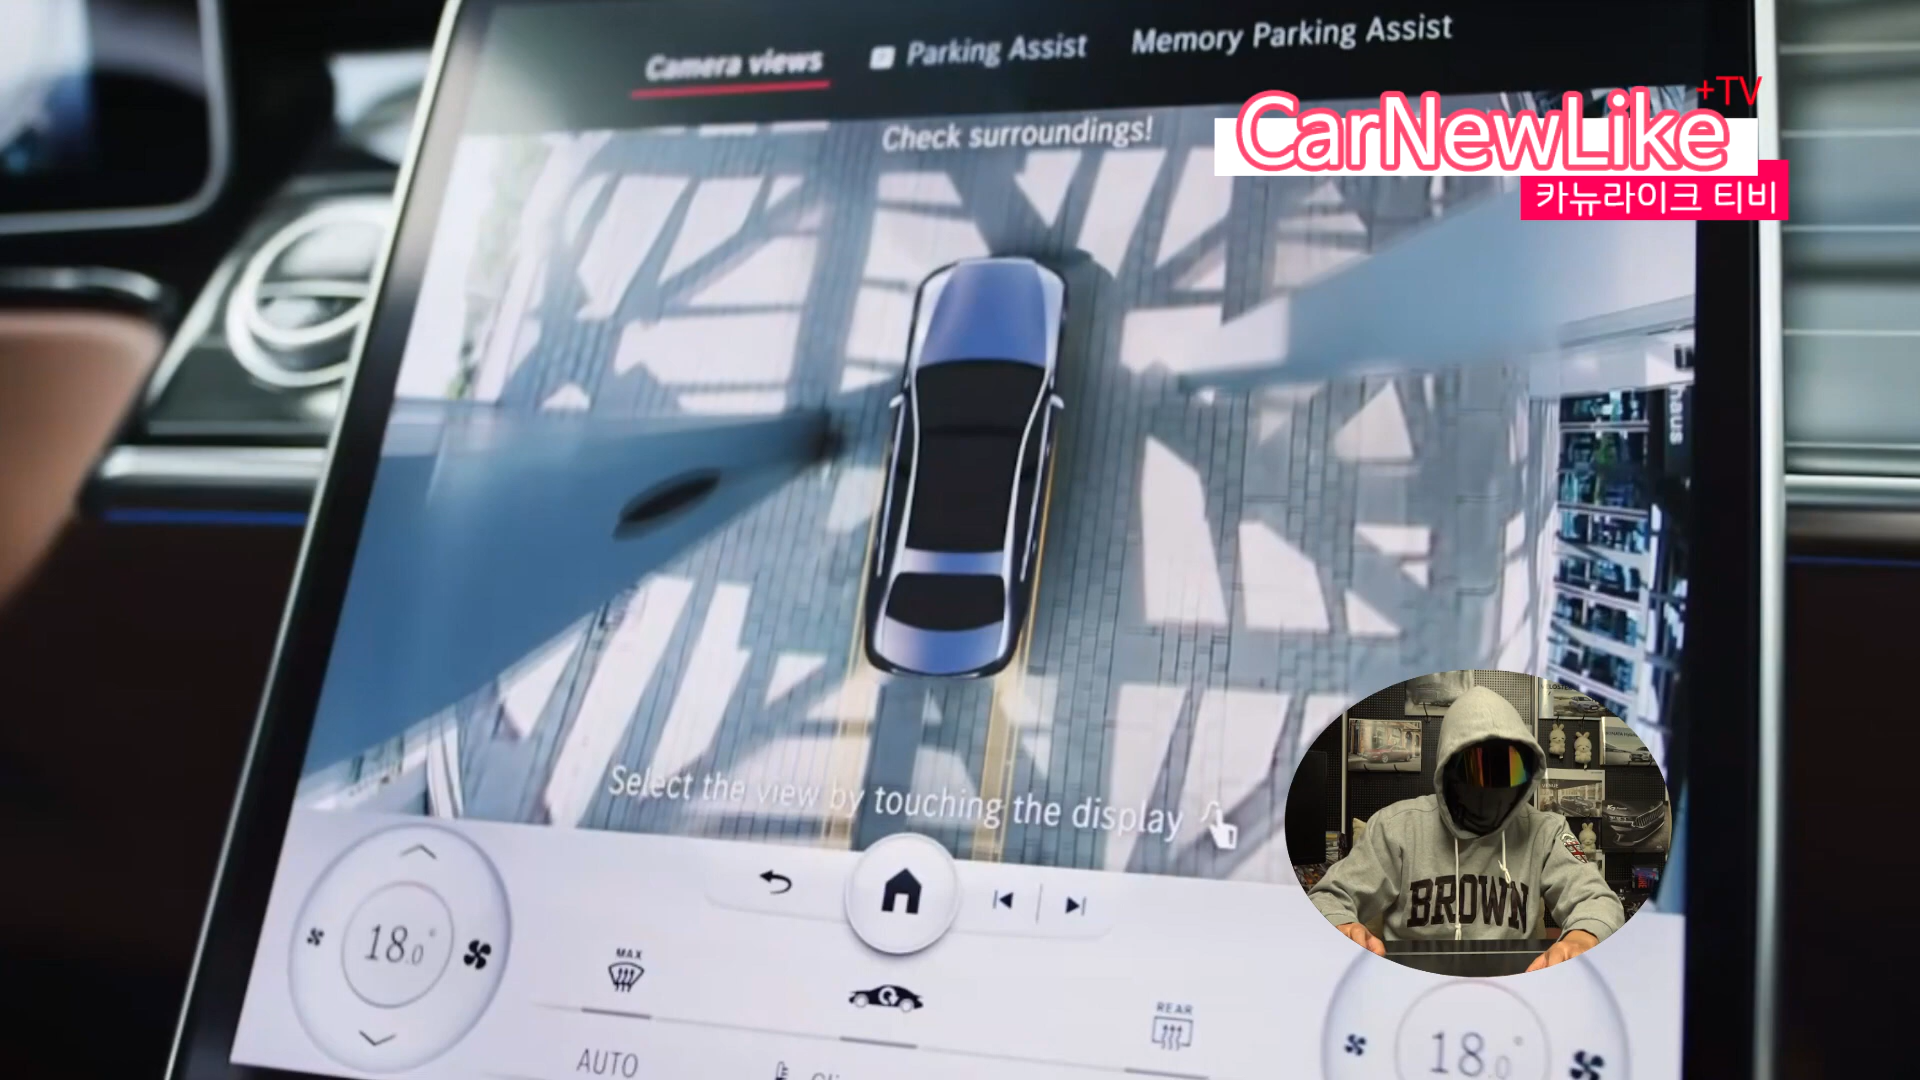 Camera views
Parking Assist
Memory Parking Assist
Check surroundings!
+TV
CarNewLike
카뉴라이크 티비
haus
Select the view by touching the display
BROWN
18.0°
MAX
REAR
18.0°
AUTO